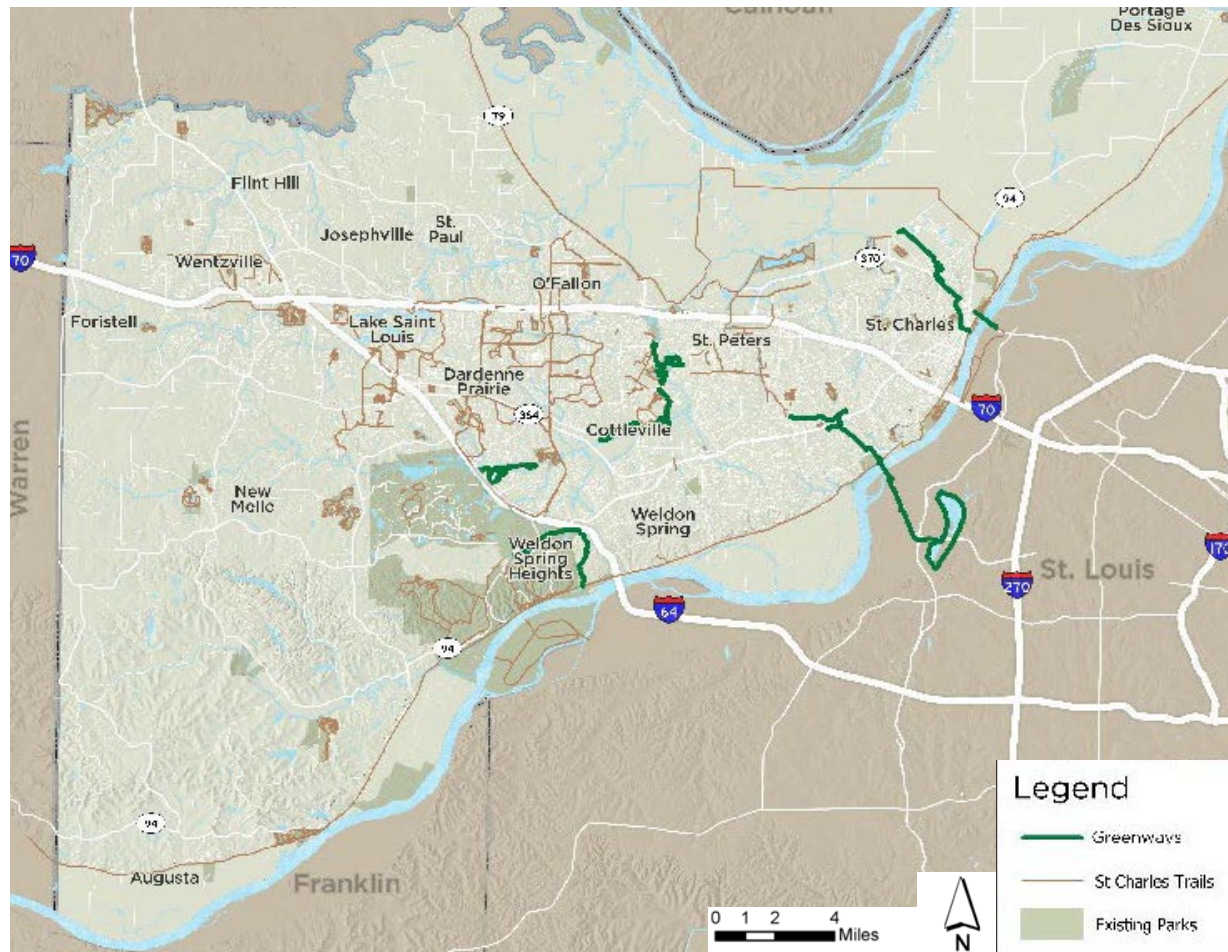 Portage
Des Sioux
Calhoun
79
94
Flint Hill
St.
Paul
Josephville
70
Wentzville
370
O'Fallon
Foristell
Lake Saint
Louis
St. Charles
St. Peters
Dardenne
Prairie
364
70
Cottleville
Warren
New
Melle
Weldon
Spring
Weldon
Spring
Heights
170
St. Louis
270
64
94
94
Augusta
Franklin
Legend
Greenways
St Charles Trails
Existing Parks
0 1 2 4
Miles
N